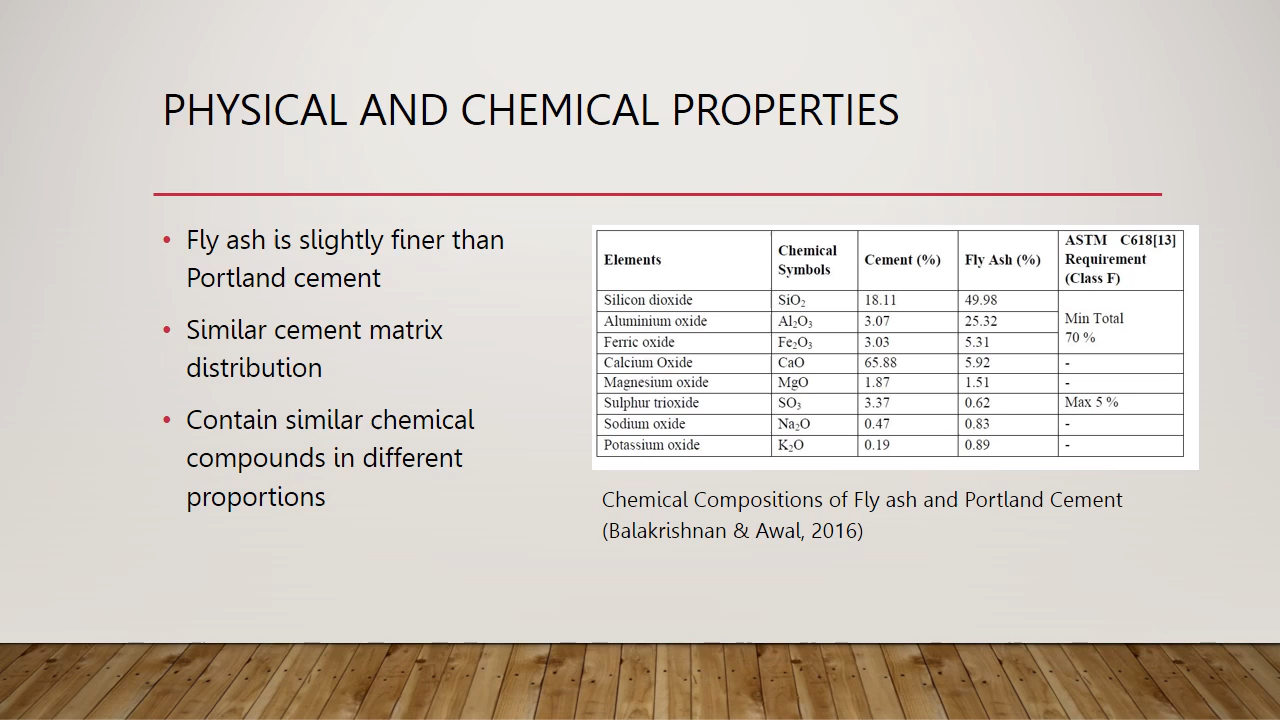 PHYSICAL AND CHEMICAL PROPERTIES
• Fly ash is slightly finer than
Portland cement
• Similar cement matrix
distribution
• Contain similar chemical
compounds in different
proportions
Elements Chemical Symbols Cement (%) Fly Ash (%) ASTM C618[13] Requirement (Class F)
Silicon dioxide SiO₂ 18.11 49.98 Min Total 70 %
Aluminium oxide Al₂O₃ 3.07 25.32
Ferric oxide Fe₂O₃ 3.03 5.31
Calcium Oxide CaO 65.88 5.92 -
Magnesium oxide MgO 1.87 1.51 -
Sulphur trioxide SO₃ 3.37 0.62 Max 5 %
Sodium oxide Na₂O 0.47 0.83 -
Potassium oxide K₂O 0.19 0.89 -
Chemical Compositions of Fly ash and Portland Cement
(Balakrishnan & Awal, 2016)